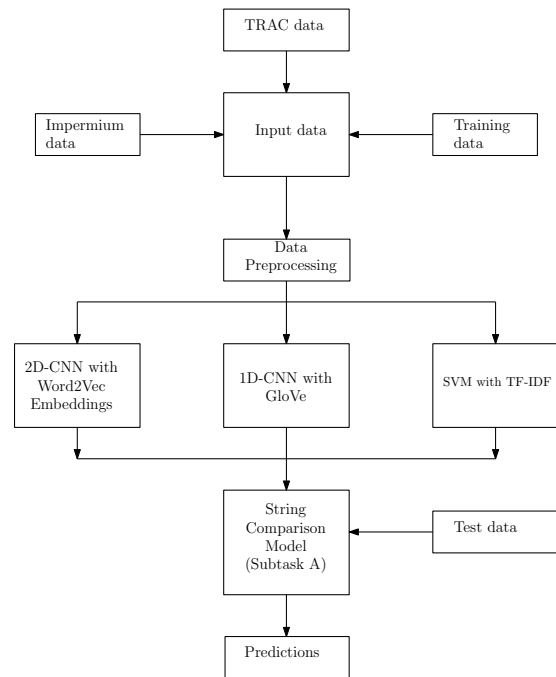 TRAC data
Impermium
data
Input data
Training
data
Data
Preprocessing
2D-CNN with
Word2Vec
Embeddings
1D-CNN with
GloVe
SVM with TF-IDF
String
Comparison
Model
(Subtask A)
Test data
Predictions